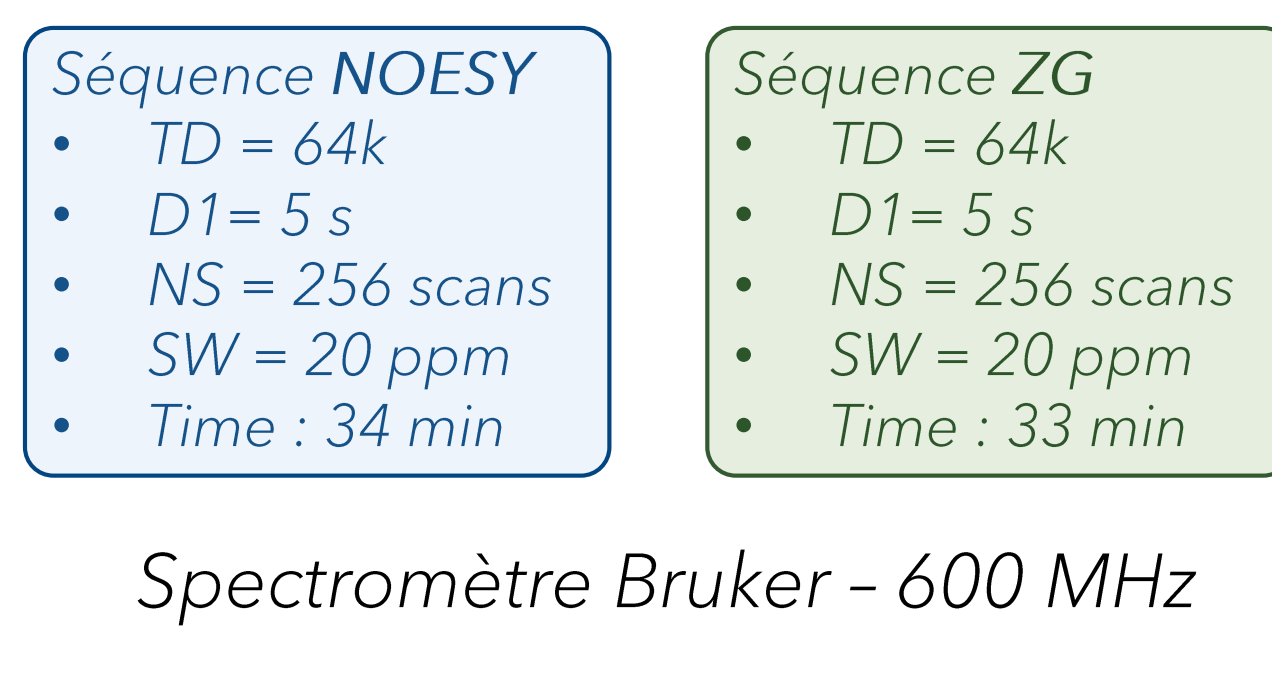 Séquence NOESY
• TD = 64k
• D1= 5 s
• NS = 256 scans
• SW = 20 ppm
• Time : 34 min
Séquence ZG
• TD = 64k
• D1= 5 s
• NS = 256 scans
• SW = 20 ppm
• Time : 33 min
Spectromètre Bruker – 600 MHz